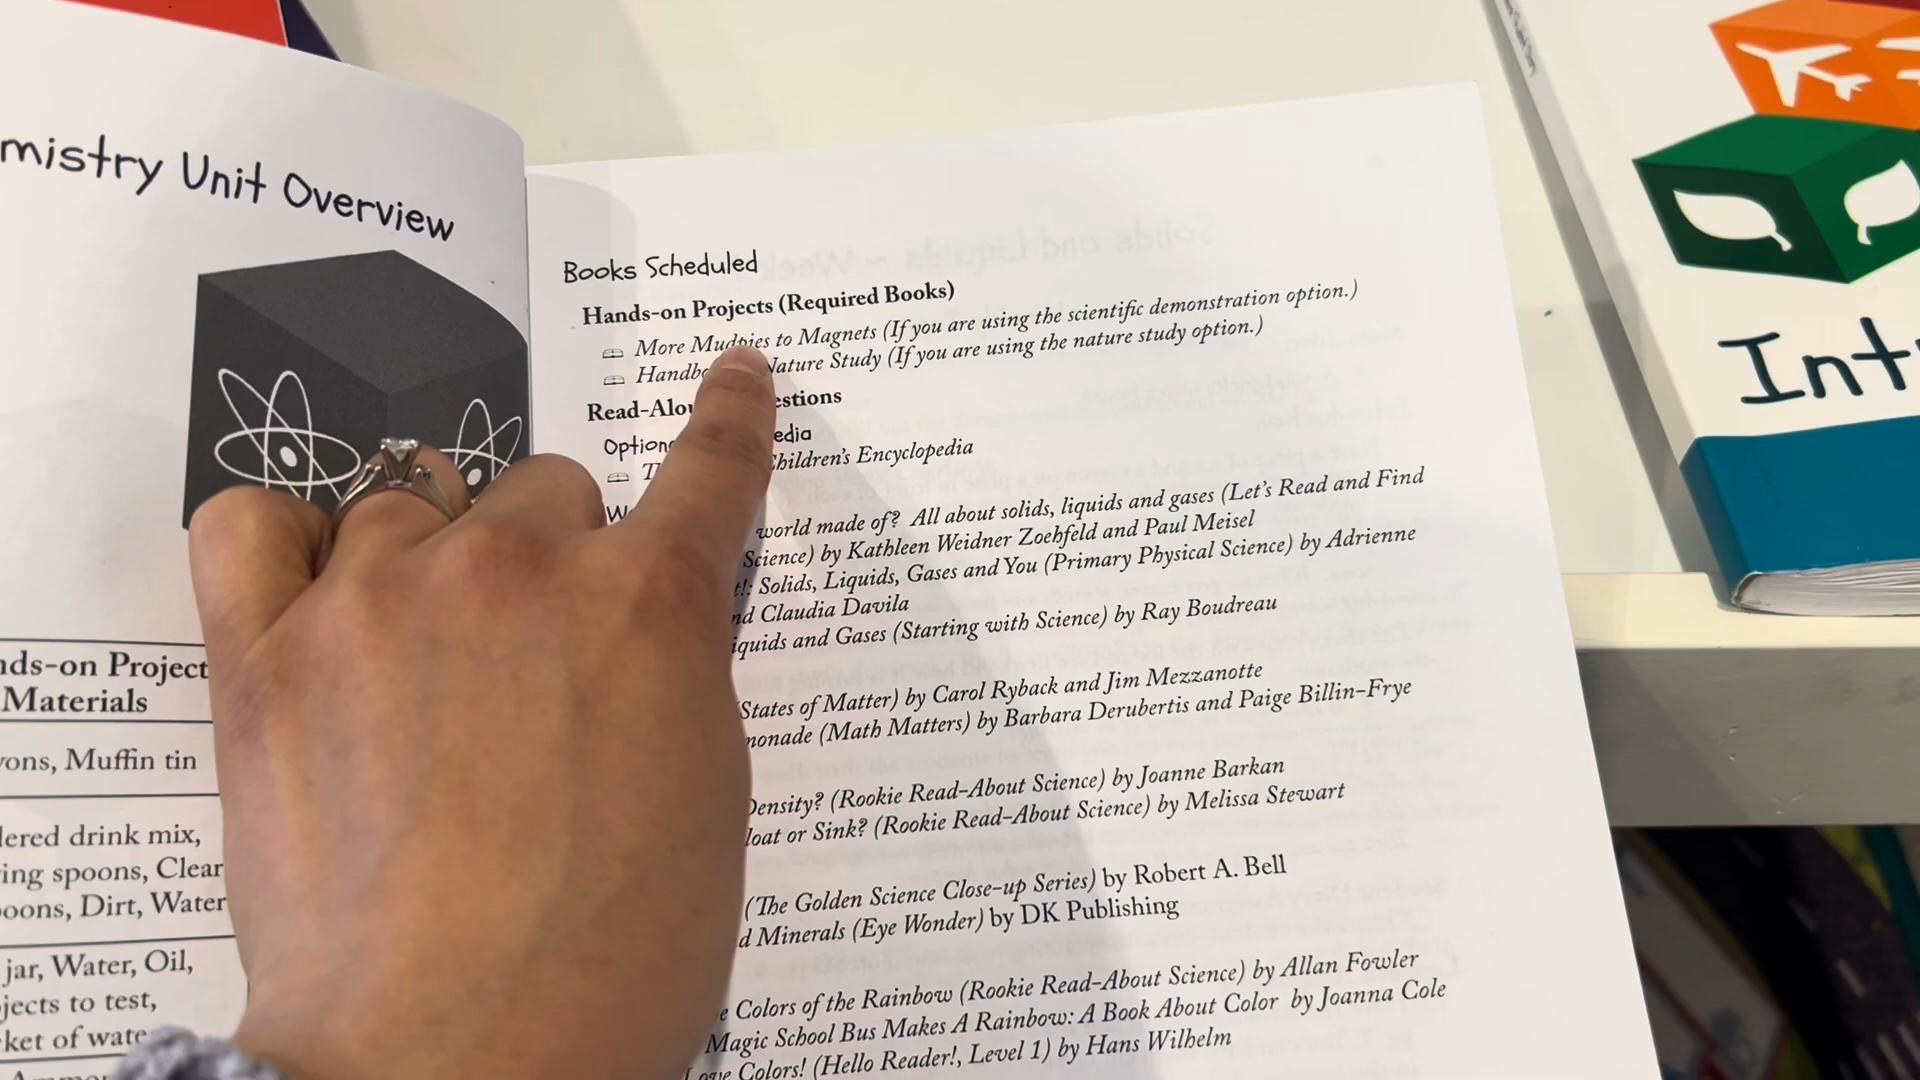 mistry Unit Overview
nds-on Project
Materials
ons, Muffin tin
ered drink mix,
ing spoons, Clear
oons, Dirt, Water
jar, Water, Oil,
jects to test,
ket of wate
Books Scheduled
Hands-on Projects (Required Books)
More Mudpies to Magnets (If you are using the scientific demonstration option.)
Handbo Nature Study (If you are using the nature study option.)
Read-Alou estions
Optiona edia
T Children's Encyclopedia
W
world made of? All about solids, liquids and gases (Let's Read and Find
Science) by Kathleen Weidner Zoehfeld and Paul Meisel
t!: Solids, Liquids, Gases and You (Primary Physical Science) by Adrienne
nd Claudia Davila
iquids and Gases (Starting with Science) by Ray Boudreau
(States of Matter) by Carol Ryback and Jim Mezzanotte
monade (Math Matters) by Barbara Derubertis and Paige Billin-Frye
Density? (Rookie Read-About Science) by Joanne Barkan
loat or Sink? (Rookie Read-About Science) by Melissa Stewart
(The Golden Science Close-up Series) by Robert A. Bell
d Minerals (Eye Wonder) by DK Publishing
e Colors of the Rainbow (Rookie Read-About Science) by Allan Fowler
Magic School Bus Makes A Rainbow: A Book About Color by Joanna Cole
Love Colors! (Hello Reader!, Level 1) by Hans Wilhelm
Int